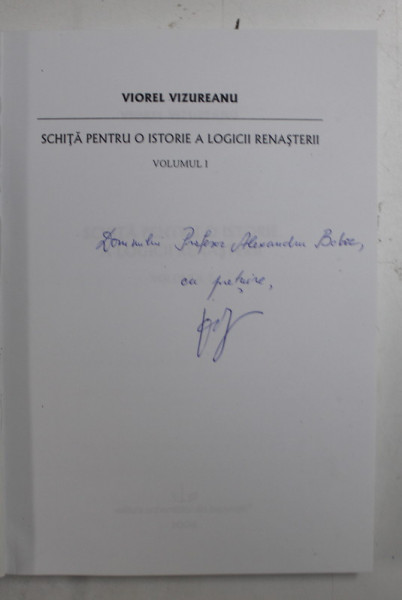 VIOREL VIZUREANU
SCHIȚĂ PENTRU O ISTORIE A LOGICII RENAȘTERII
VOLUMUL I
Domnului Profesor Alexandru Boboc,
cu prețuire,